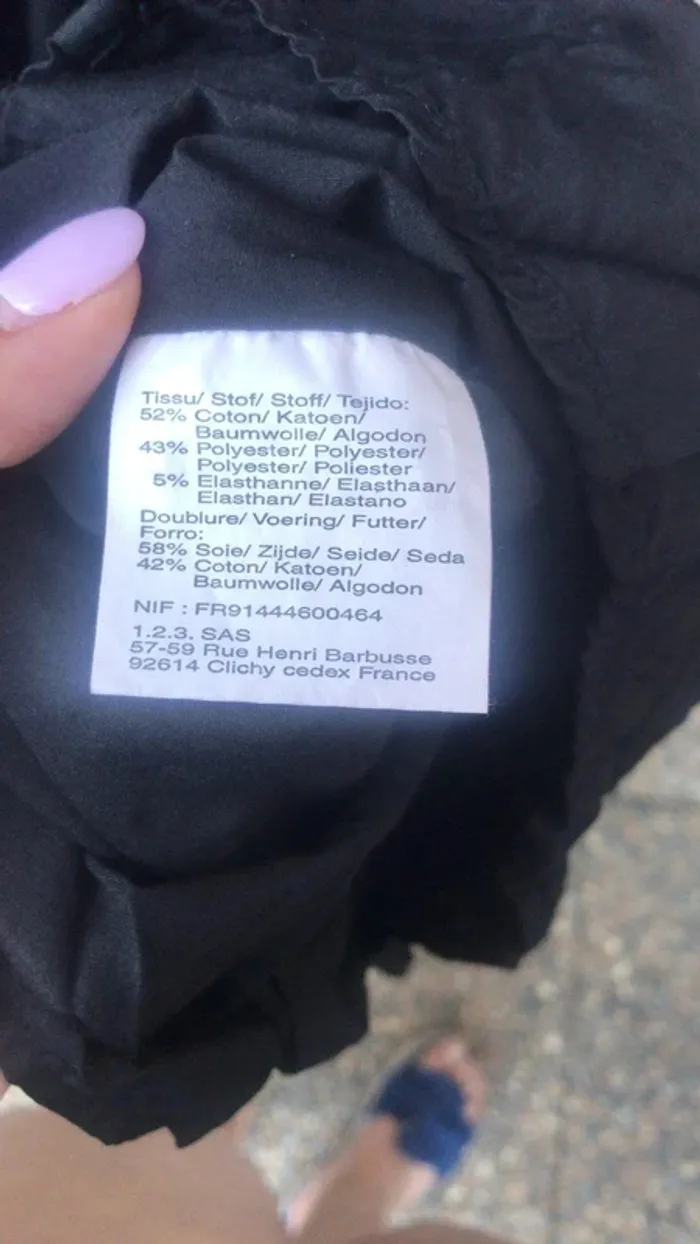 Tissu/ Stof/ Stoff/ Tejido:
52% Coton/ Katoen/
Baumwolle/ Algodon
43% Polyester/ Polyester/
Polyester/ Poliester
5% Elasthanne/ Elasthaan/
Elasthan/ Elastano
Doublure/ Voering/ Futter/
Forro:
58% Soie/ Zijde/ Seide/ Seda
42% Coton/ Katoen/
Baumwolle/ Algodon
NIF : FR91444600464
1.2.3. SAS
57-59 Rue Henri Barbusse
92614 Clichy cedex France